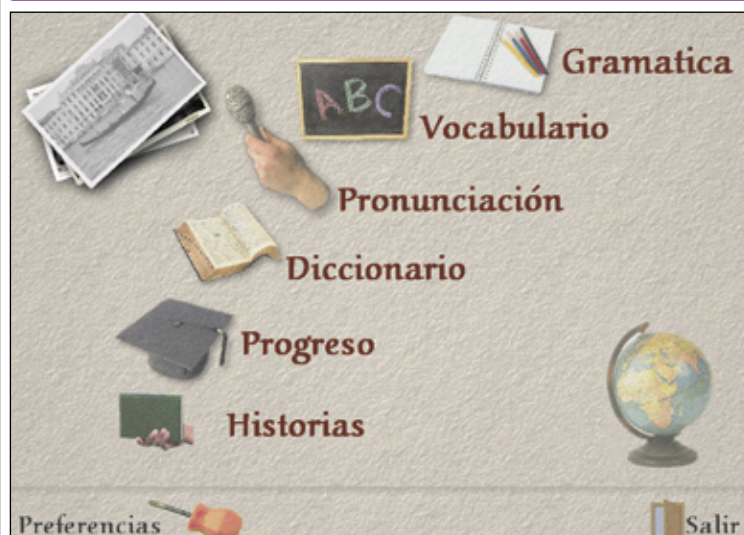 Gramatica
ABC
Vocabulario
Pronunciación
Diccionario
Progreso
Historias
Preferencias
Salir